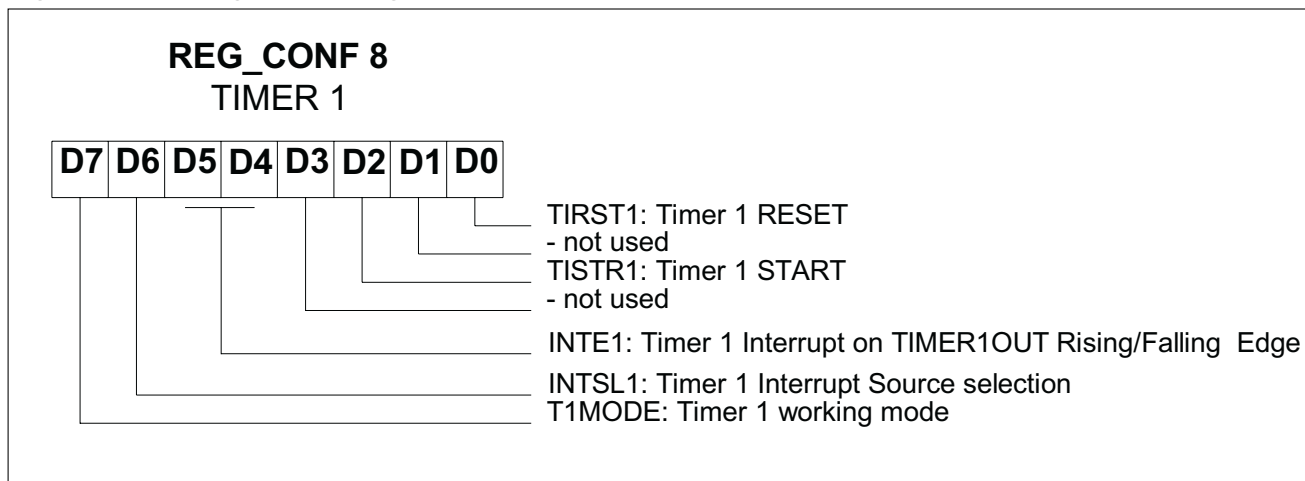 REG_CONF 8
TIMER 1
D7 D6 D5 D4 D3 D2 D1 D0
TIRST1: Timer 1 RESET
- not used
TISTR1: Timer 1 START
- not used
INTE1: Timer 1 Interrupt on TIMER1OUT Rising/Falling Edge
INTSL1: Timer 1 Interrupt Source selection
T1MODE: Timer 1 working mode